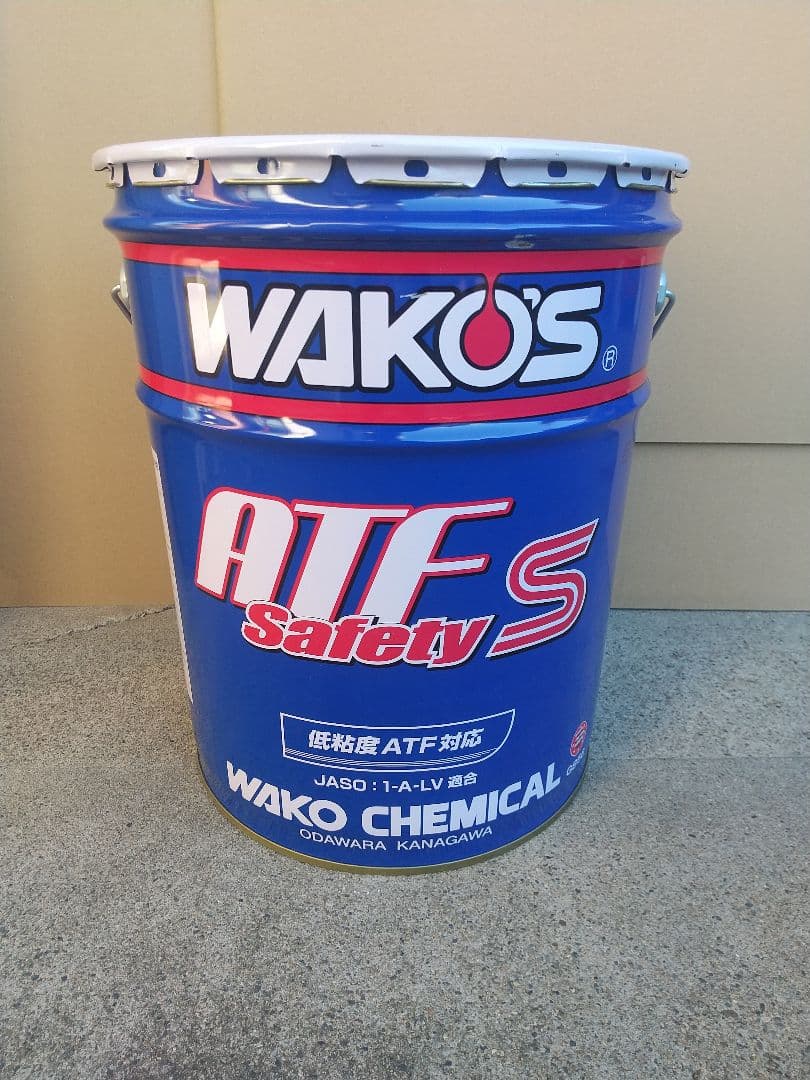 WAKO'S ®
ATF S
Safety
低粘度ATF対応
JASO : 1-A-LV 適合
WAKO CHEMICAL
ODAWARA KANAGAWA